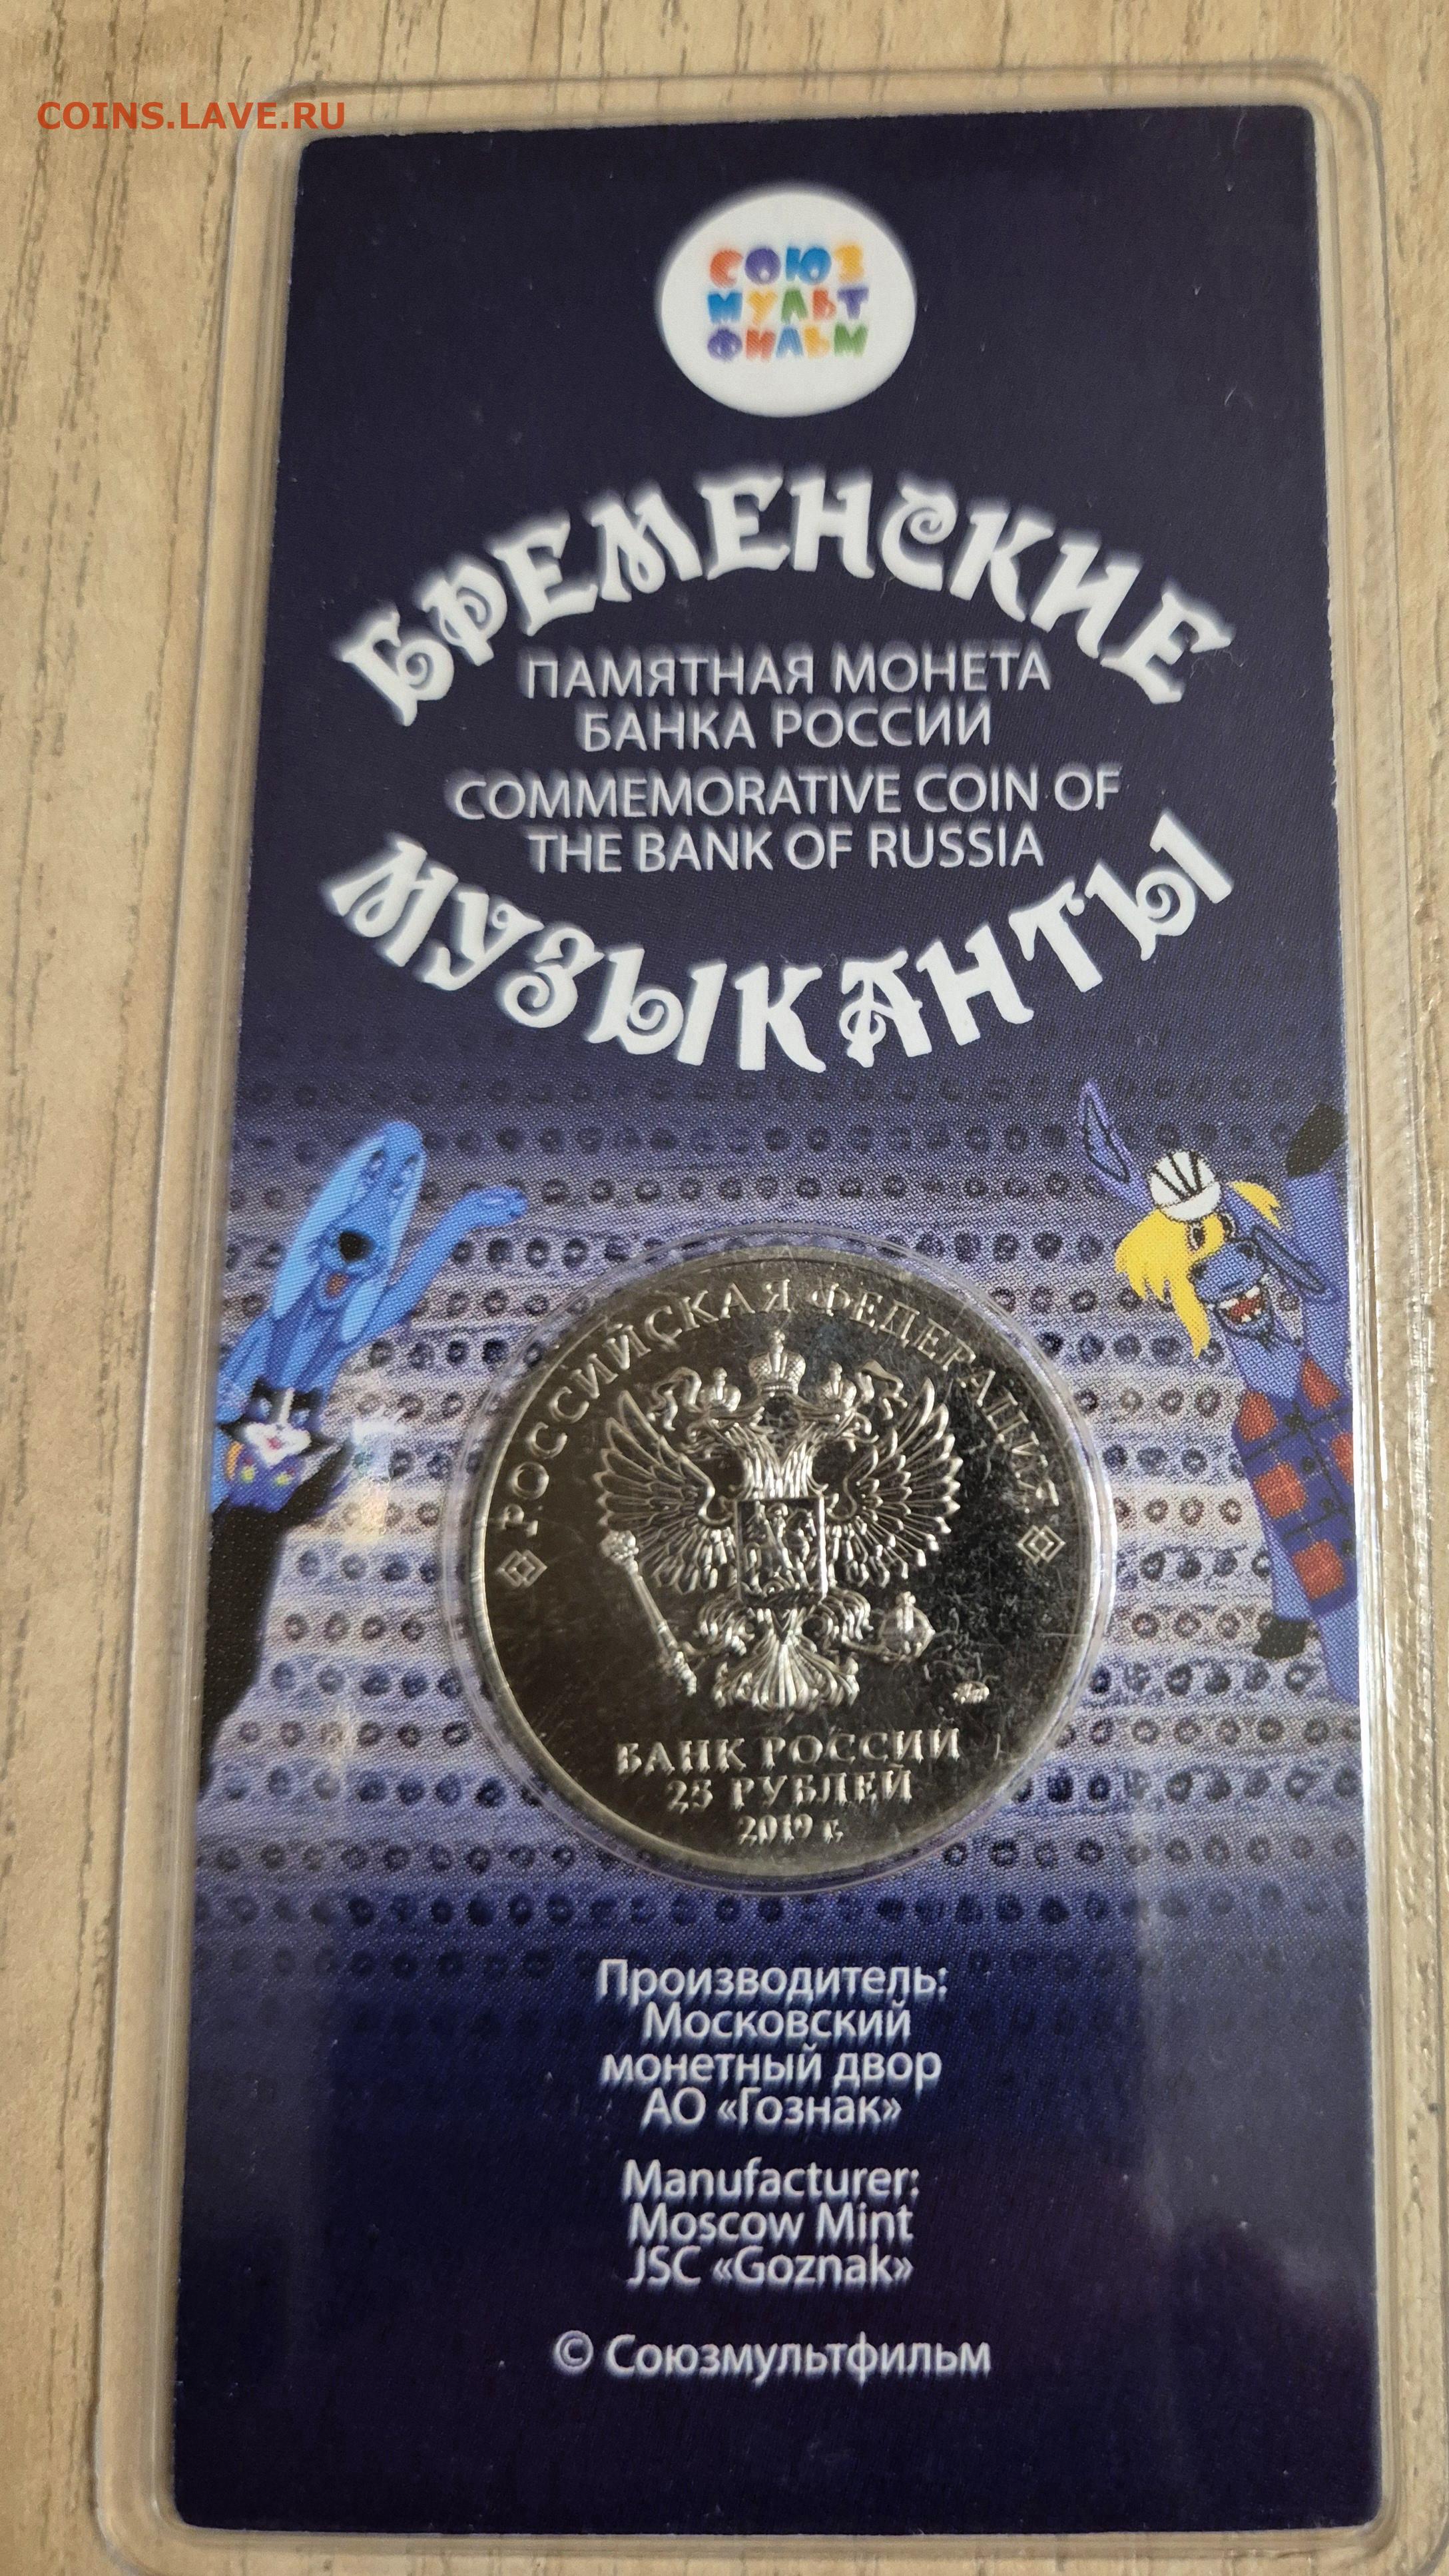 COINS.LAVE.RU
СОЮЗ
МУЛЬТ
ФИЛЬМ
БРЕМЕНСКИЕ
ПАМЯТНАЯ МОНЕТА
БАНКА РОССИИ
COMMEMORATIVE COIN OF
THE BANK OF RUSSIA
МУЗЫКАНТЫ
РОССИЙСКАЯ ФЕДЕРАЦИЯ
БАНК РОССИИ
25 РУБЛЕЙ
2019 г.
Производитель:
Московский
монетный двор
АО «Гознак»
Manufacturer:
Moscow Mint
JSC «Goznak»
© Союзмультфильм